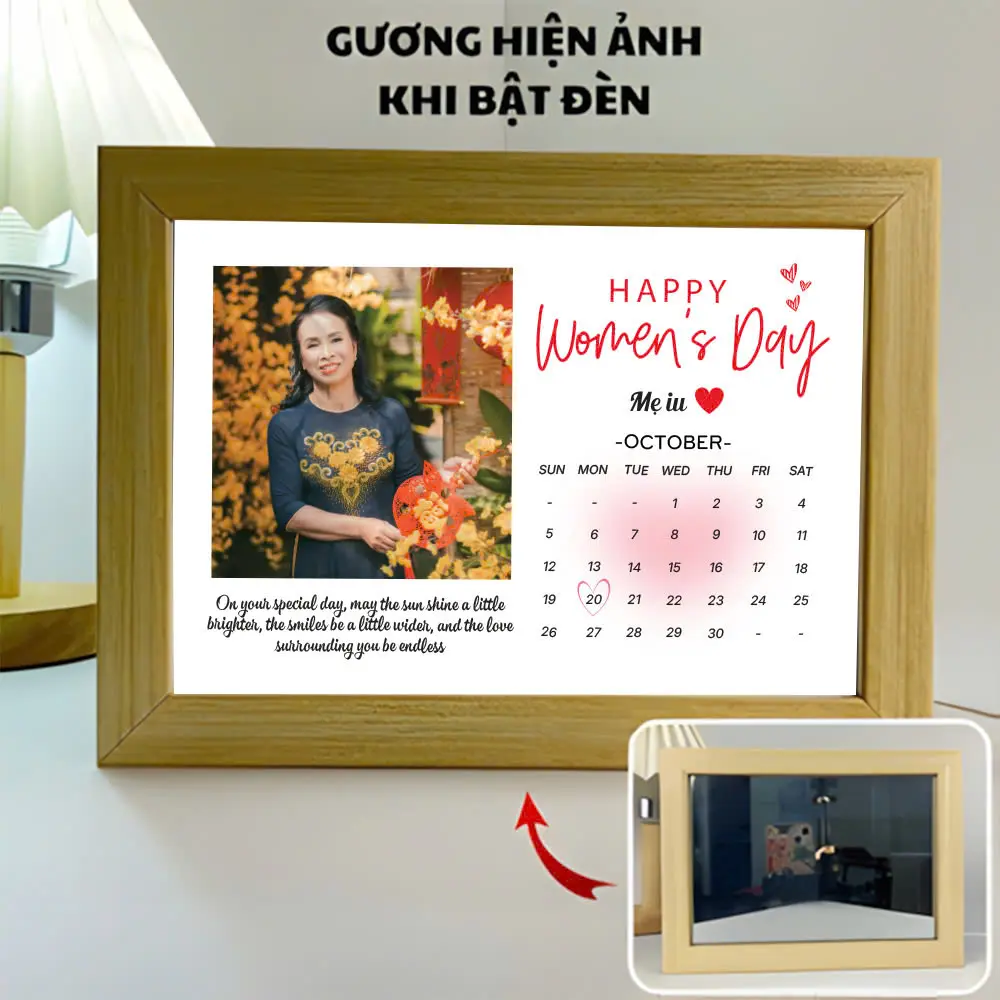 GƯƠNG HIỆN ẢNH
KHI BẬT ĐÈN
HAPPY
Women's Day
Mẹ iu
-OCTOBER-
SUN MON TUE WED THU FRI SAT
- - - 1 2 3 4
5 6 7 8 9 10 11
12 13 14 15 16 17 18
19 20 21 22 23 24 25
26 27 28 29 30 - -
On your special day, may the sun shine a little
brighter, the smiles be a little wider, and the love
surrounding you be endless